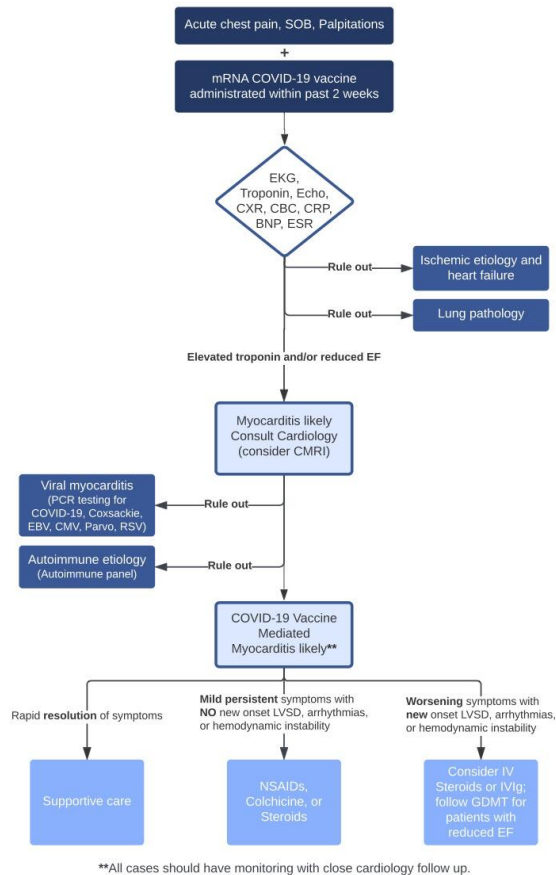 Acute chest pain, SOB, Palpitations
+
mRNA COVID-19 vaccine
administrated within past 2 weeks
EKG,
Troponin, Echo,
CXR, CBC, CRP,
BNP, ESR
Rule out
Ischemic etiology and
heart failure
Rule out
Lung pathology
Elevated troponin and/or reduced EF
Myocarditis likely
Consult Cardiology
(consider CMRI)
Viral myocarditis
(PCR testing for
COVID-19, Coxsackie,
EBV, CMV, Parvo, RSV)
Rule out
Autoimmune etiology
(Autoimmune panel)
Rule out
COVID-19 Vaccine
Mediated
Myocarditis likely**
Rapid resolution of symptoms
Mild persistent symptoms with
NO new onset LVSD, arrhythmias,
or hemodynamic instability
Worsening symptoms with
new onset LVSD, arrhythmias,
or hemodynamic instability
Supportive care
NSAIDs,
Colchicine, or
Steroids
Consider IV
Steroids or IVIg;
follow GDMT for
patients with
reduced EF
**All cases should have monitoring with close cardiology follow up.